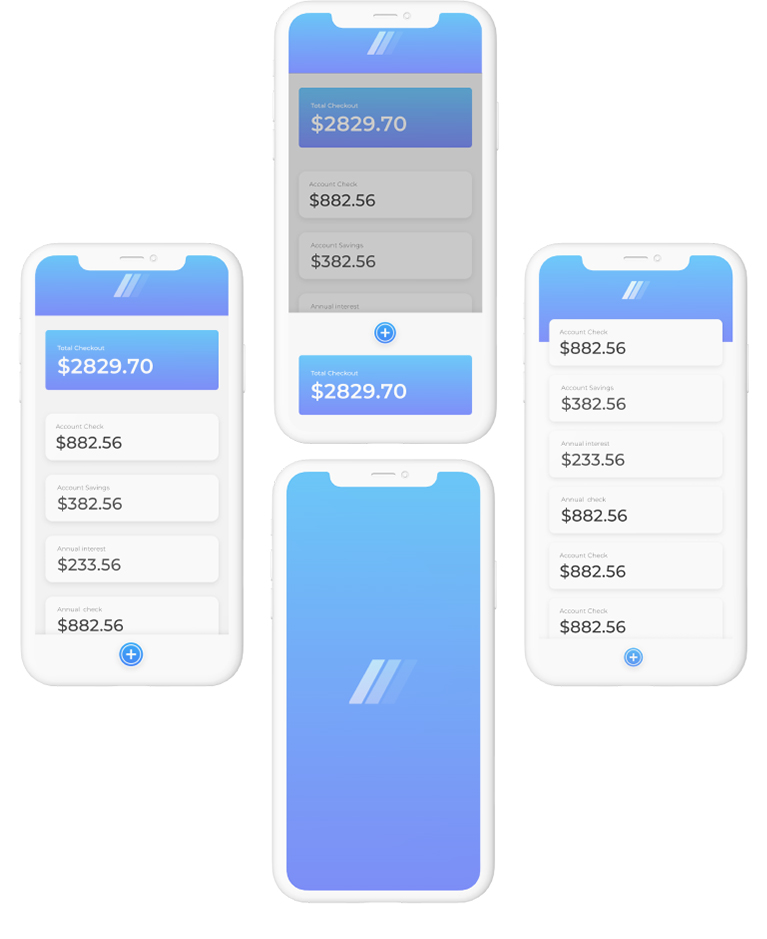 Total Checkout
$2829.70
Account Check
$882.56
Account Savings
$382.56
Annual interest
Total Checkout
$2829.70
Total Checkout
$2829.70
Account Check
$882.56
Account Savings
$382.56
Annual interest
$233.56
Annual check
$882.56
Account Check
$882.56
Account Savings
$382.56
Annual interest
$233.56
Annual check
$882.56
Account Check
$882.56
Account Check
$882.56